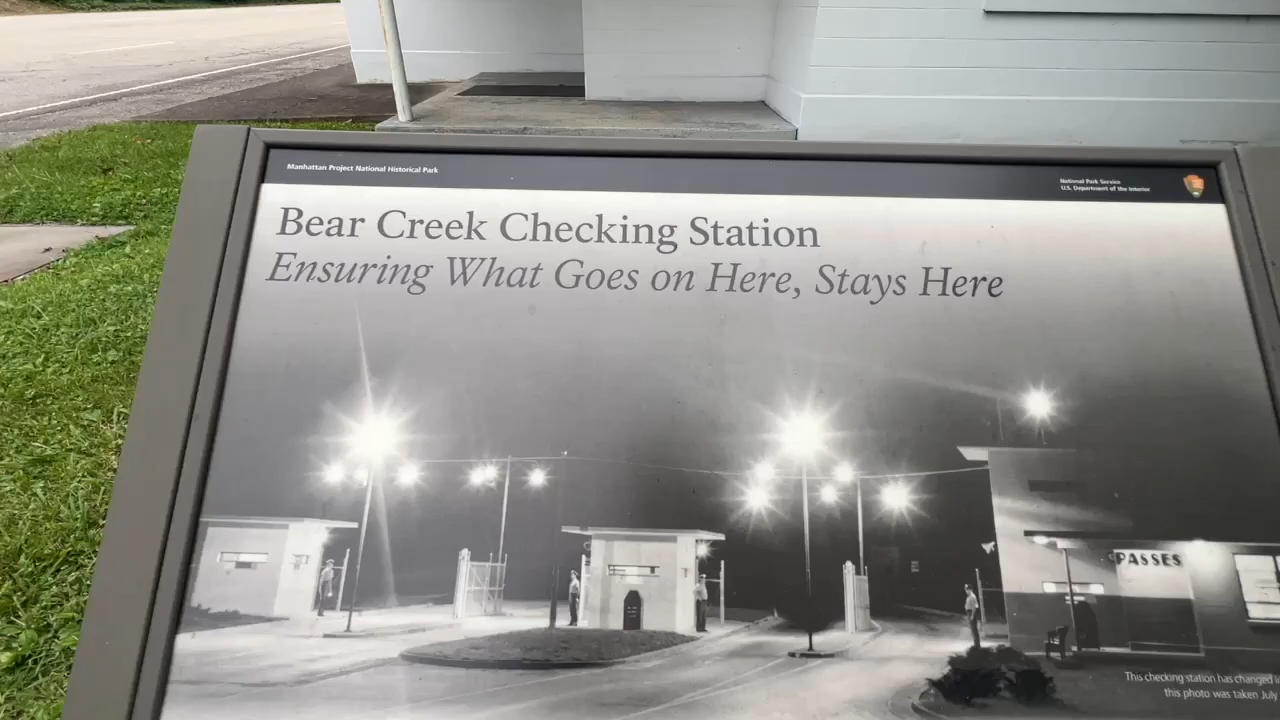 Manhattan Project National Historical Park
National Park Service
U.S. Department of the Interior
Bear Creek Checking Station
Ensuring What Goes on Here, Stays Here
PASSES
This checking station has changed
this photo was taken July